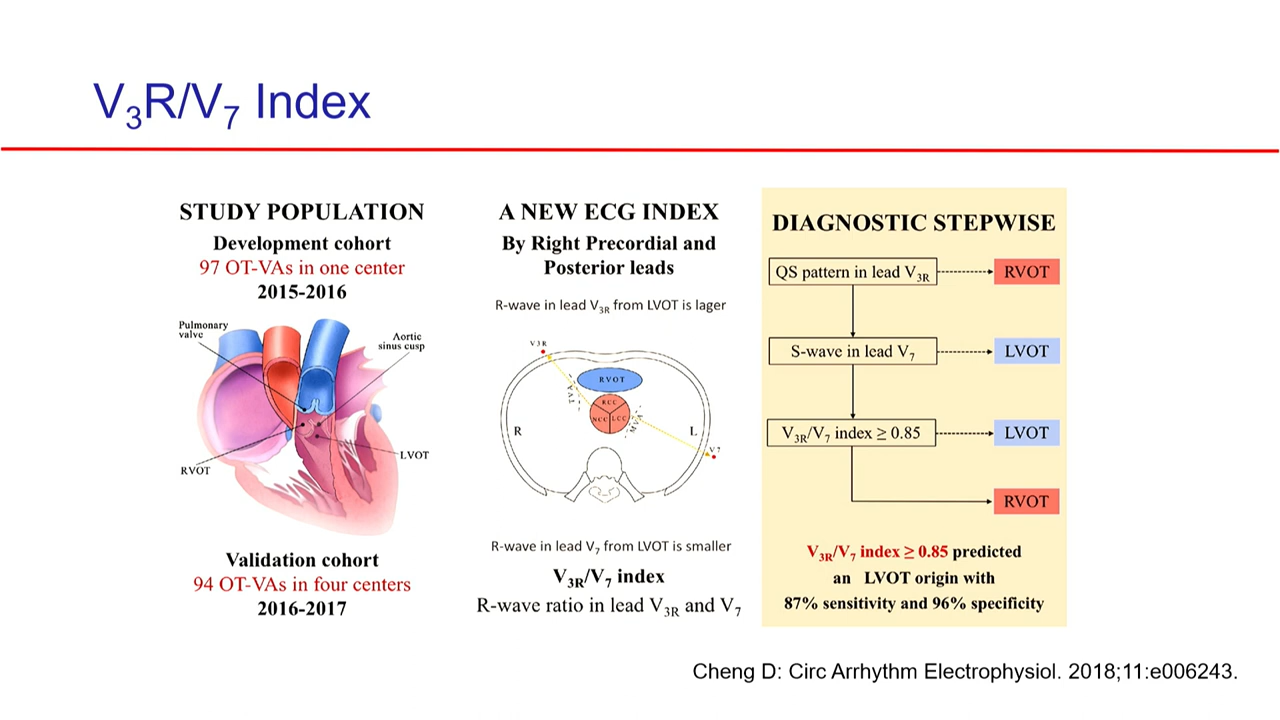 V3R/V7 Index
STUDY POPULATION
Development cohort
97 OT-VAs in one center
2015-2016
Pulmonary
valve
Aortic
sinus cusp
RVOT
LVOT
Validation cohort
94 OT-VAs in four centers
2016-2017
A NEW ECG INDEX
By Right Precordial and
Posterior leads
R-wave in lead V3R from LVOT is lager
V3R
RVOT
TVA
RCC
NCC LCC
MVA
R
L
V7
R-wave in lead V7 from LVOT is smaller
V3R/V7 index
R-wave ratio in lead V3R and V7
DIAGNOSTIC STEPWISE
QS pattern in lead V3R
RVOT
S-wave in lead V7
LVOT
V3R/V7 index ≥ 0.85
LVOT
RVOT
V3R/V7 index ≥ 0.85 predicted
an LVOT origin with
87% sensitivity and 96% specificity
Cheng D: Circ Arrhythm Electrophysiol. 2018;11:e006243.